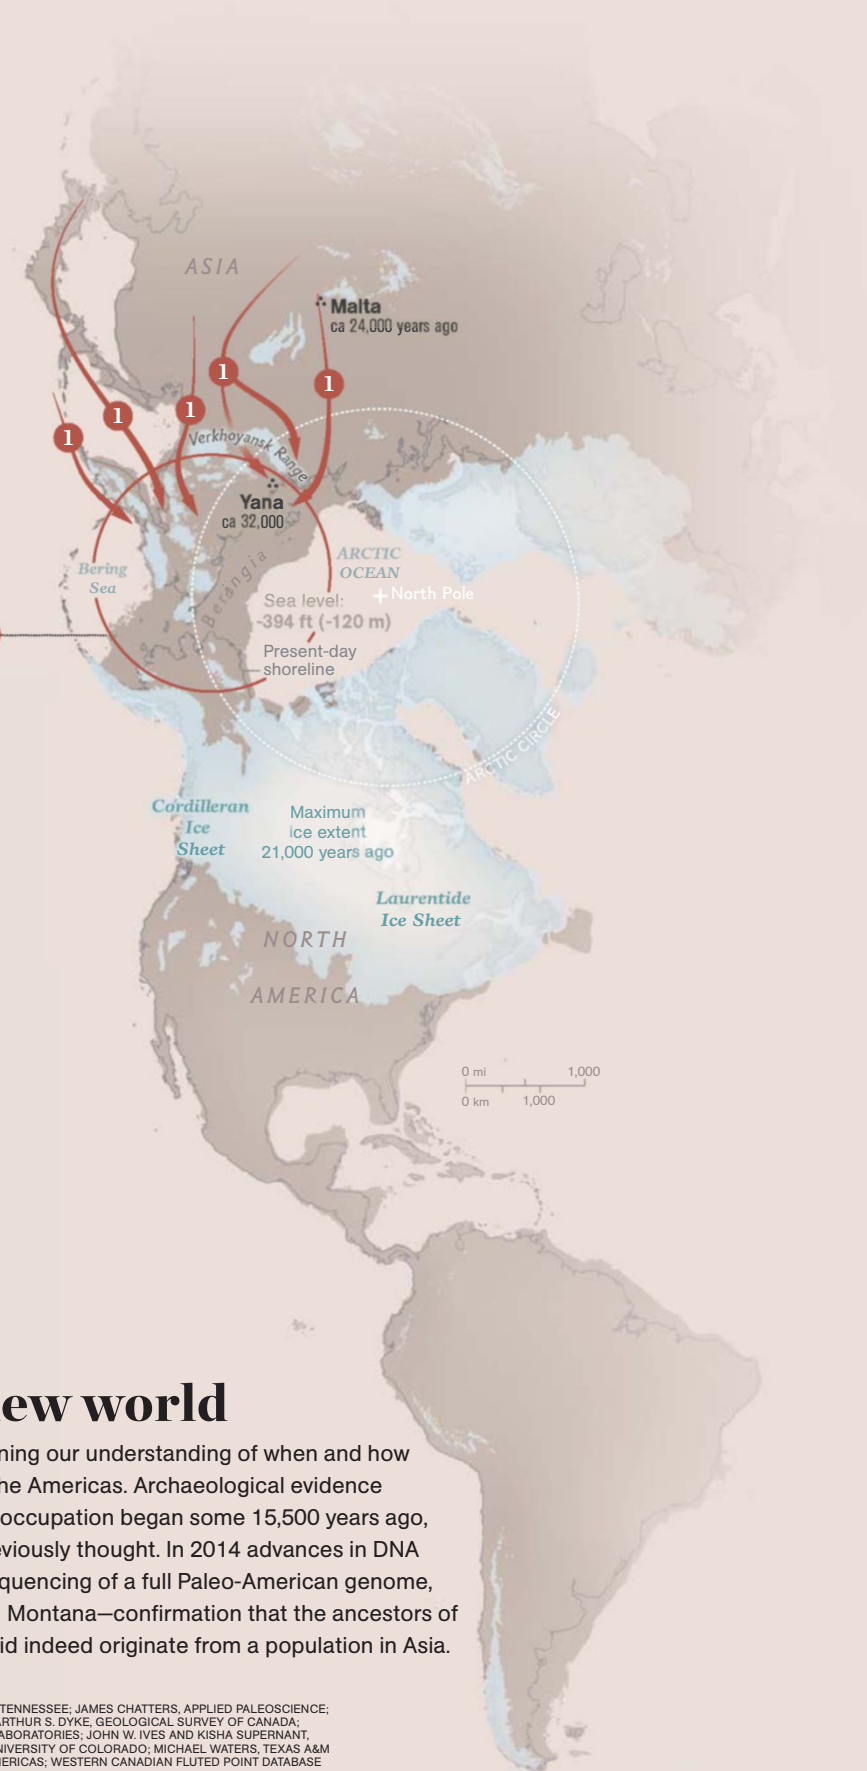 ASIA
Malta
ca 24,000 years ago
1
1
1
1
1
Verkhoyansk Range
Yana
ca 32,000
Bering
Sea
Beringia
ARCTIC
OCEAN
North Pole
Sea level:
-394 ft (-120 m)
Present-day
shoreline
ARCTIC CIRCLE
Cordilleran
Ice
Sheet
Maximum
ice extent
21,000 years ago
Laurentide
Ice Sheet
NORTH
AMERICA
0 mi 1,000
0 km 1,000
ew world
ning our understanding of when and how
he Americas. Archaeological evidence
occupation began some 15,500 years ago,
eviously thought. In 2014 advances in DNA
quencing of a full Paleo-American genome,
Montana—confirmation that the ancestors of
id indeed originate from a population in Asia.
TENNESSEE; JAMES CHATTERS, APPLIED PALEOSCIENCE;
ARTHUR S. DYKE, GEOLOGICAL SURVEY OF CANADA;
ABORATORIES; JOHN W. IVES AND KISHA SUPERNANT,
NIVERSITY OF COLORADO; MICHAEL WATERS, TEXAS A&M
MERICAS; WESTERN CANADIAN FLUTED POINT DATABASE